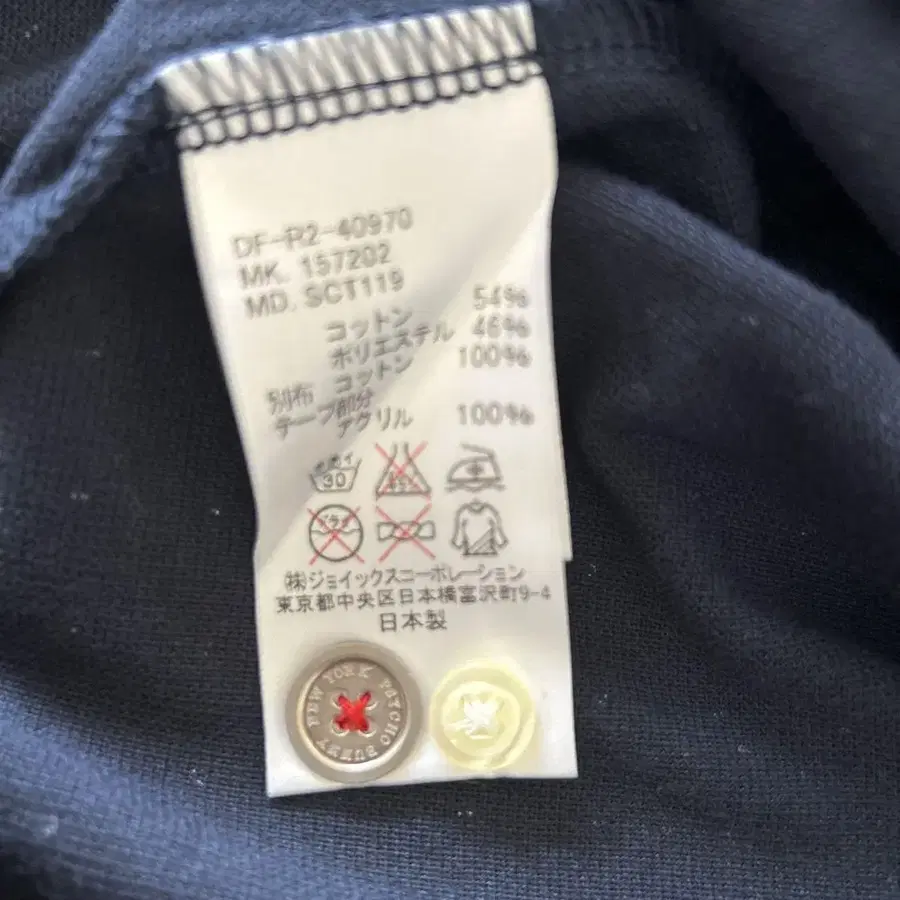 DF-R2-40970
MK. 157202
MD. SCT119
コットン 54%
ポリエステル 46%
別布 コットン 100%
テープ部分
アクリル 100%
30
㈱ジョイックスコーポレーション
東京都中央区日本橋富沢町9-4
日本製
NEW YORK PSYCHO BUNNY